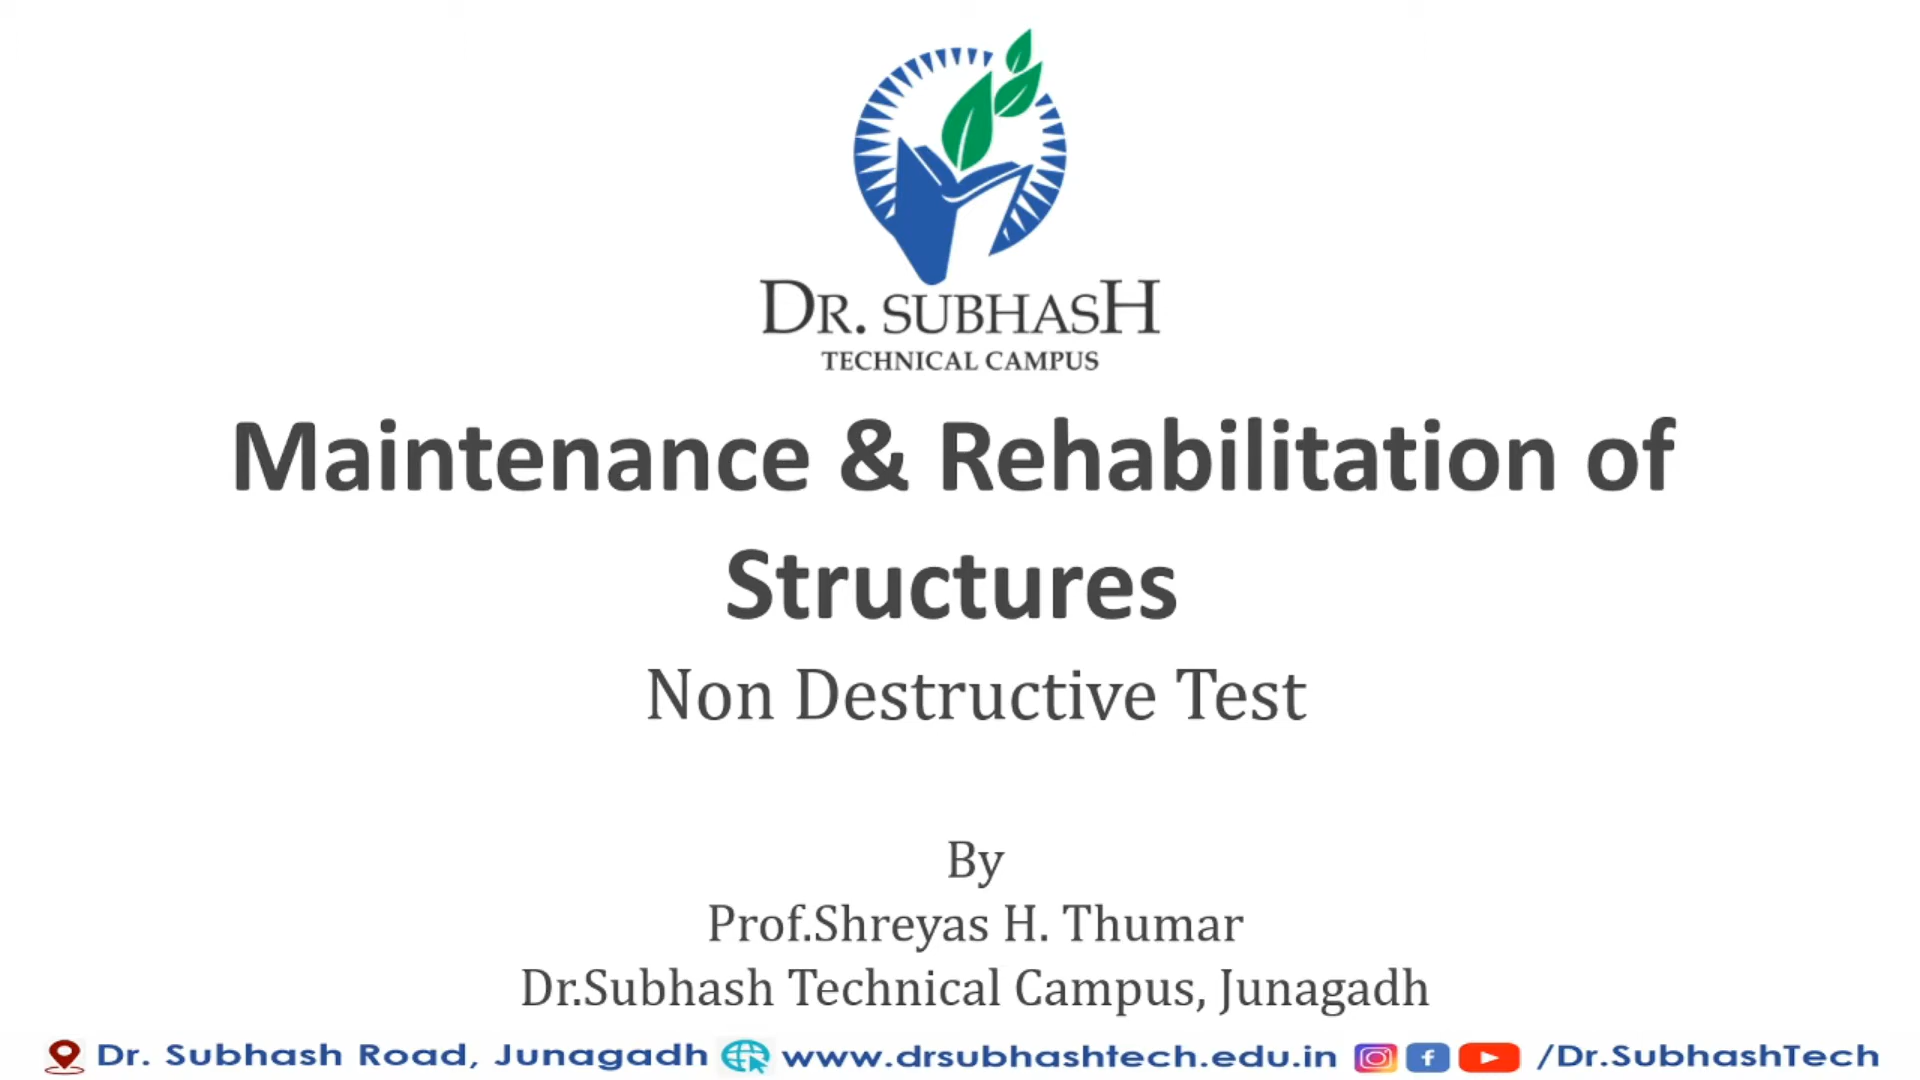 DR. SUBHASH
TECHNICAL CAMPUS
Maintenance & Rehabilitation of
Structures
Non Destructive Test
By
Prof.Shreyas H. Thumar
Dr.Subhash Technical Campus, Junagadh
Dr. Subhash Road, Junagadh www.drsubhashtech.edu.in f /Dr.SubhashTech